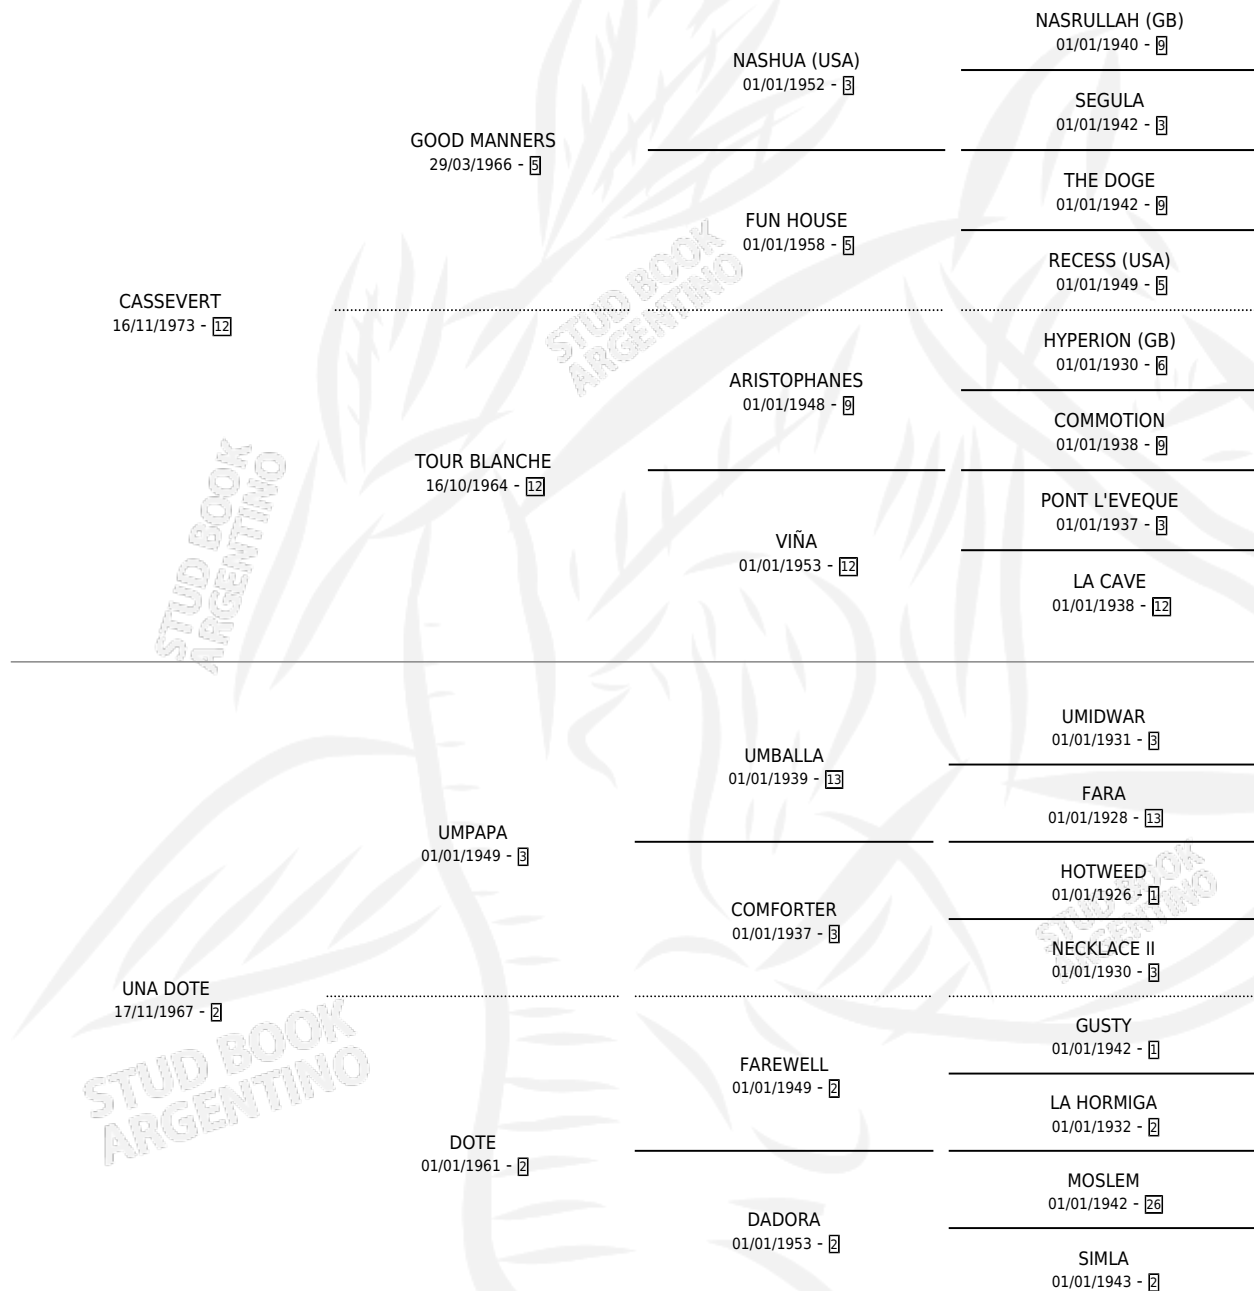 NASRULLAH (GB)
01/01/1940 - 9
NASHUA (USA)
01/01/1952 - 3
SEGULA
01/01/1942 - 3
GOOD MANNERS
29/03/1966 - 5
THE DOGE
01/01/1942 - 9
FUN HOUSE
01/01/1958 - 5
RECESS (USA)
01/01/1949 - 5
CASSEVERT
16/11/1973 - 12
HYPERION (GB)
01/01/1930 - 6
ARISTOPHANES
01/01/1948 - 9
COMMOTION
01/01/1938 - 9
TOUR BLANCHE
16/10/1964 - 12
PONT L'EVEQUE
01/01/1937 - 3
VIÑA
01/01/1953 - 12
LA CAVE
01/01/1938 - 12
UMIDWAR
01/01/1931 - 3
UMBALLA
01/01/1939 - 13
FARA
01/01/1928 - 13
UMPAPA
01/01/1949 - 3
HOTWEED
01/01/1926 - 1
COMFORTER
01/01/1937 - 3
NECKLACE II
01/01/1930 - 3
UNA DOTE
17/11/1967 - 2
GUSTY
01/01/1942 - 1
FAREWELL
01/01/1949 - 2
LA HORMIGA
01/01/1932 - 2
DOTE
01/01/1961 - 2
MOSLEM
01/01/1942 - 26
DADORA
01/01/1953 - 2
SIMLA
01/01/1943 - 2
STUD BOOK
ARGENTINO
STUD BOOK
ARGENTINO
STUD BOOK
ARGENTINO
STUD BOOK
ARGENTINO